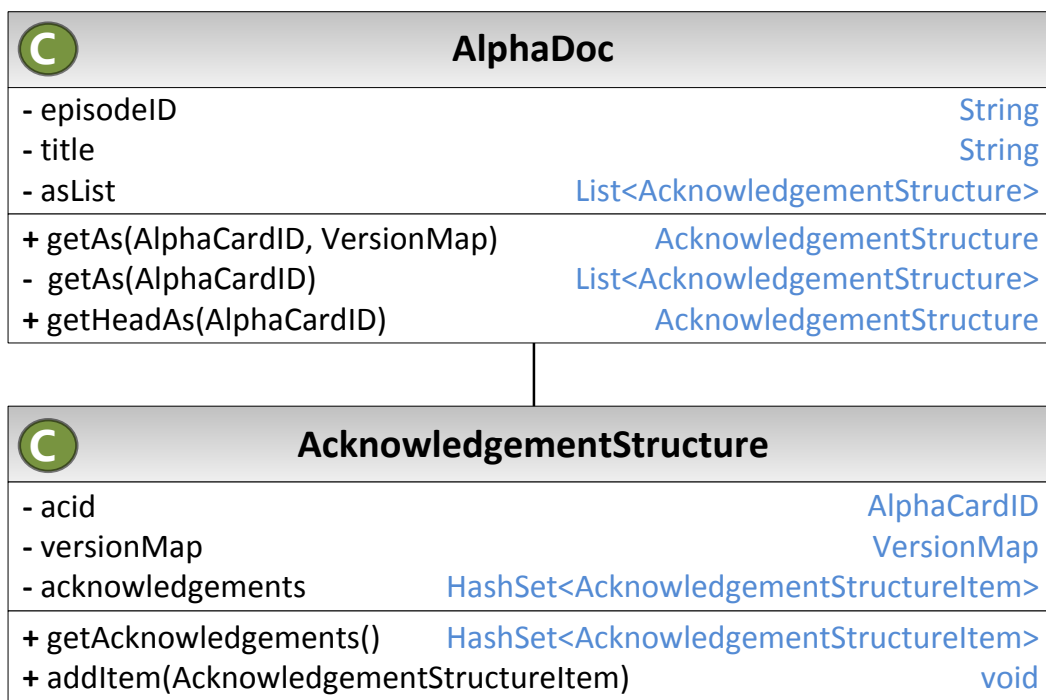 C AlphaDoc
- episodeID String
- title String
- asList List<AcknowledgementStructure>
+ getAs(AlphaCardID, VersionMap) AcknowledgementStructure
- getAs(AlphaCardID) List<AcknowledgementStructure>
+ getHeadAs(AlphaCardID) AcknowledgementStructure
C AcknowledgementStructure
- acid AlphaCardID
- versionMap VersionMap
- acknowledgements HashSet<AcknowledgementStructureItem>
+ getAcknowledgements() HashSet<AcknowledgementStructureItem>
+ addItem(AcknowledgementStructureItem) void